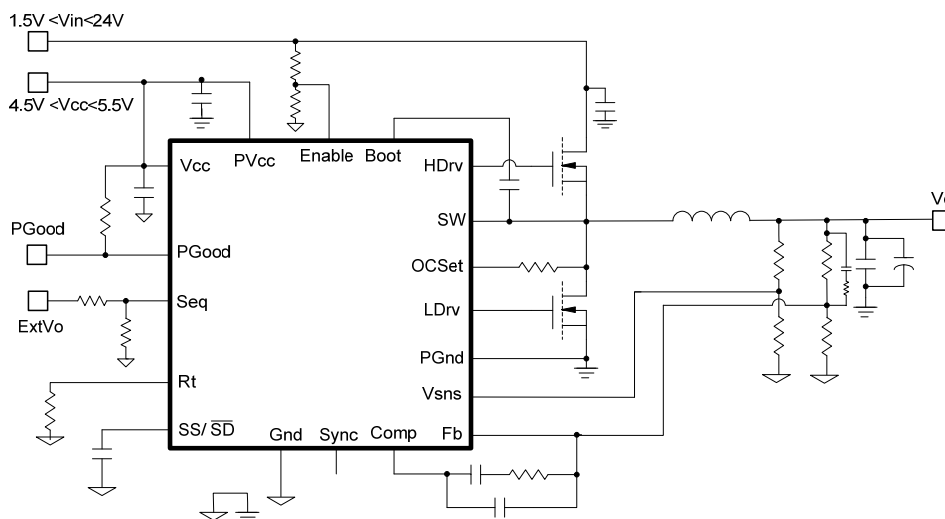 1.5V <Vin<24V
4.5V <Vcc<5.5V
PVcc
Enable
Boot
Vcc
HDrv
SW
PGood
PGood
OCSet
Seq
ExtVo
LDrv
PGnd
Rt
Vsns
SS/SD
Gnd
Sync
Comp
Fb